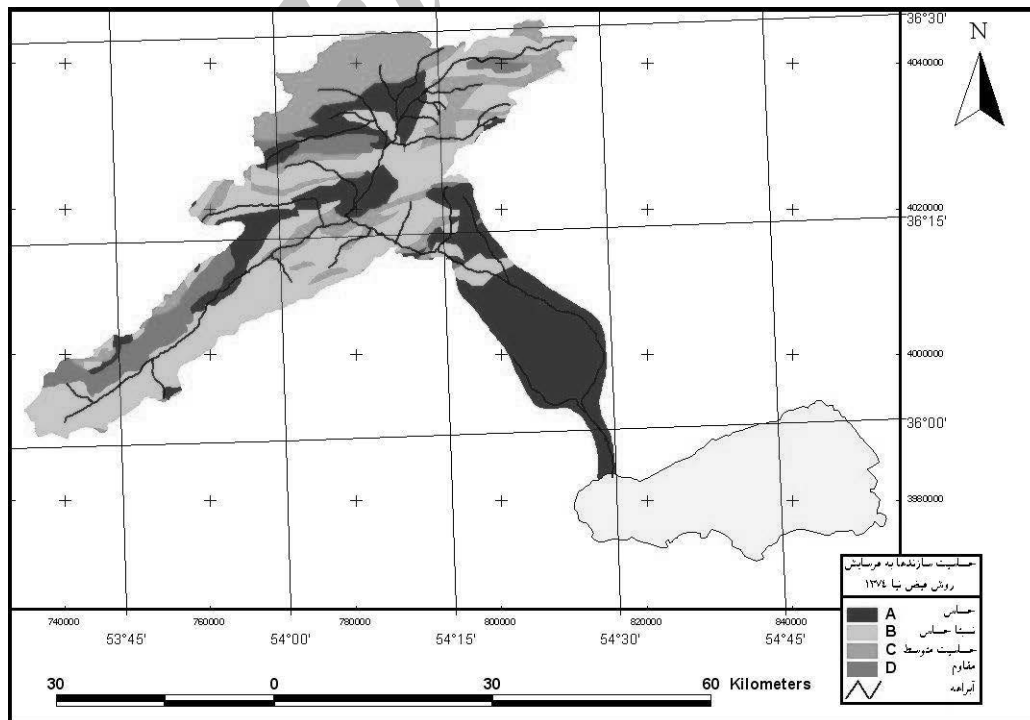 36°30'
N
4040000
4020000
36°15'
4000000
36°00'
3980000
740000 760000 780000 800000 820000 840000
53°45' 54°00' 54°15' 54°30' 54°45'
30 0 30 60 Kilometers
حساسیت سازندها به فرسایش
روش فیض نیا ۱۳۷٤
A حساس
B نسبتا حساس
C حساسیت متوسط
D مقاوم
آبراهه